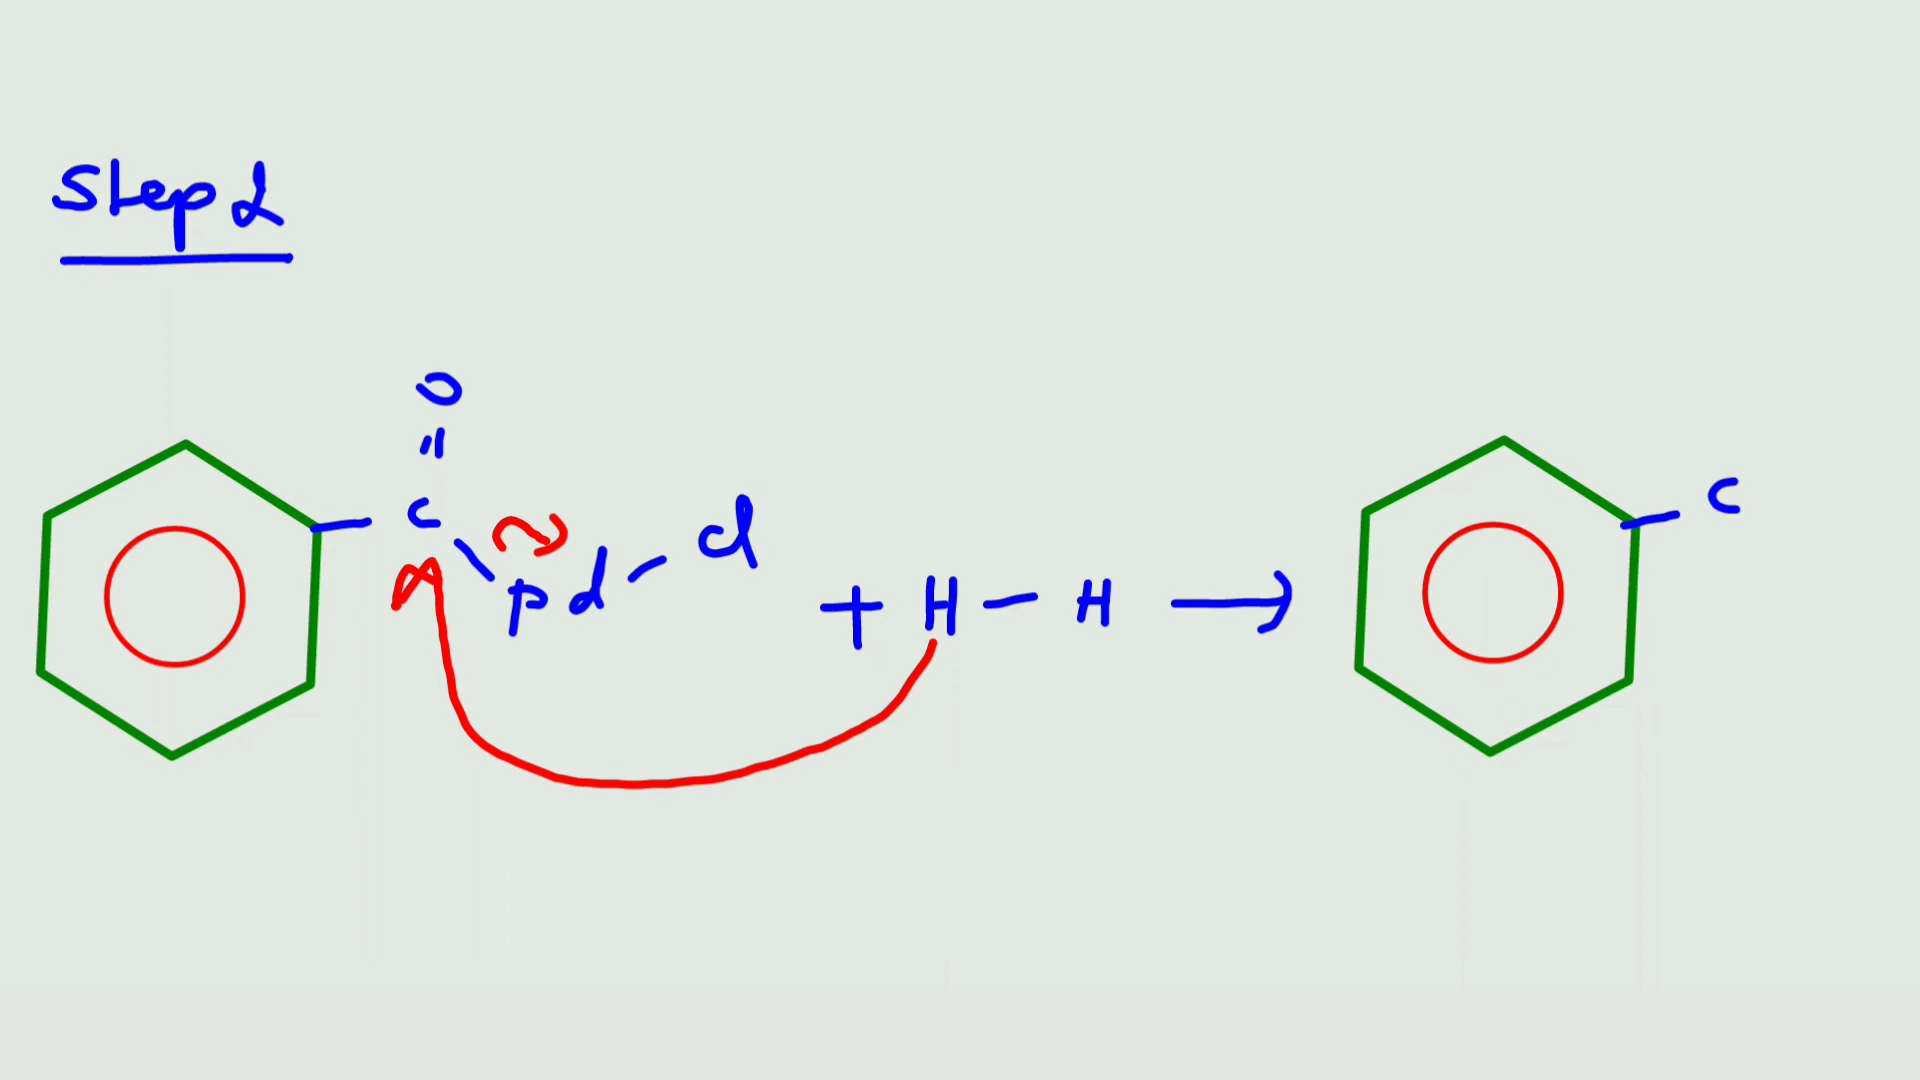 Step 2
O
C
Pd Cl + H — H → C